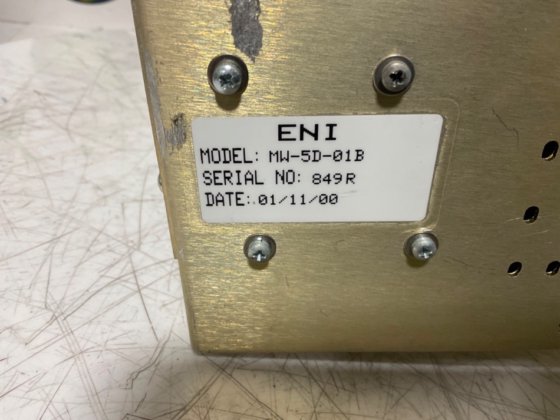 ENI
MODEL: MW-5D-01B
SERIAL NO: 849R
DATE: 01/11/00